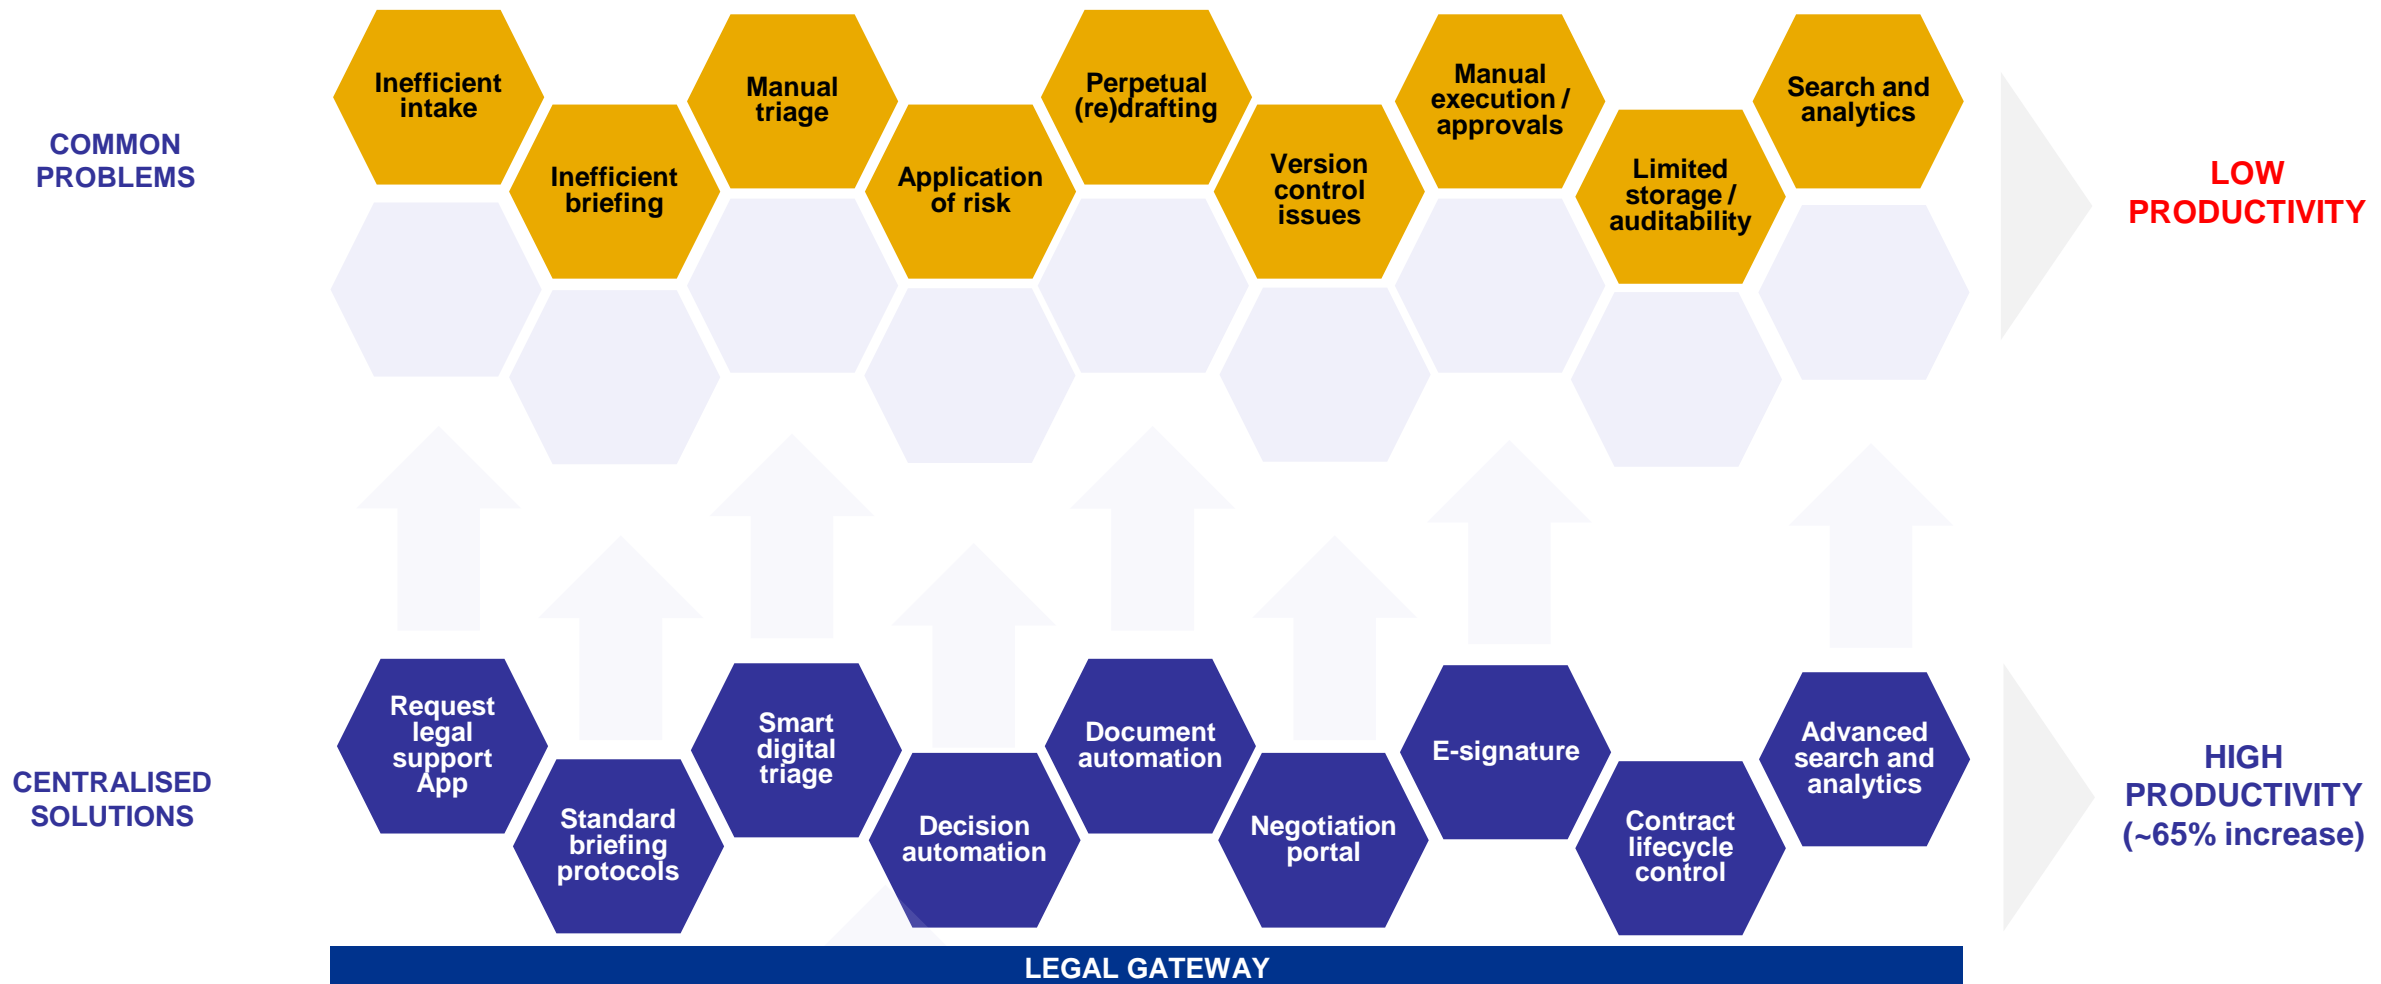 COMMON
PROBLEMS
Inefficient
intake
Inefficient
briefing
Manual
triage
Application
of risk
Perpetual
(re)drafting
Version
control
issues
Manual
execution /
approvals
Limited
storage /
auditability
Search and
analytics
LOW
PRODUCTIVITY
CENTRALISED
SOLUTIONS
Request
legal
support
App
Standard
briefing
protocols
Smart
digital
triage
Decision
automation
Document
automation
Negotiation
portal
E-signature
Contract
lifecycle
control
Advanced
search and
analytics
HIGH
PRODUCTIVITY
(~65% increase)
LEGAL GATEWAY